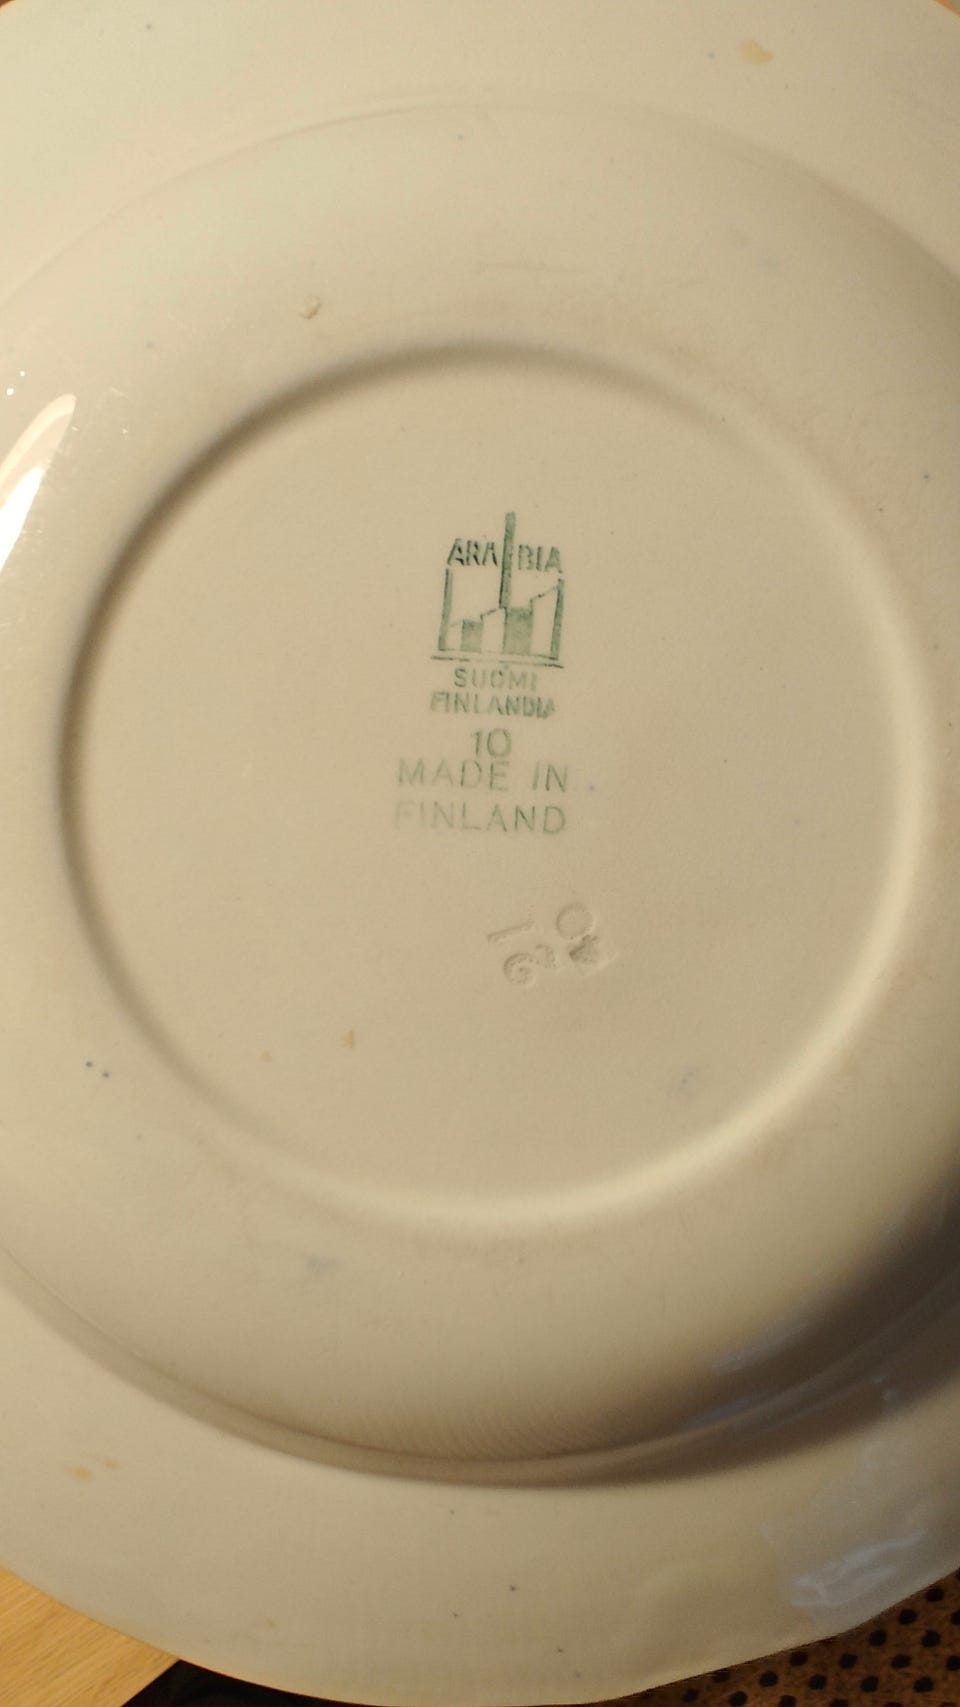 ARABIA
SUOMI
FINLANDIA
10
MADE IN
FINLAND